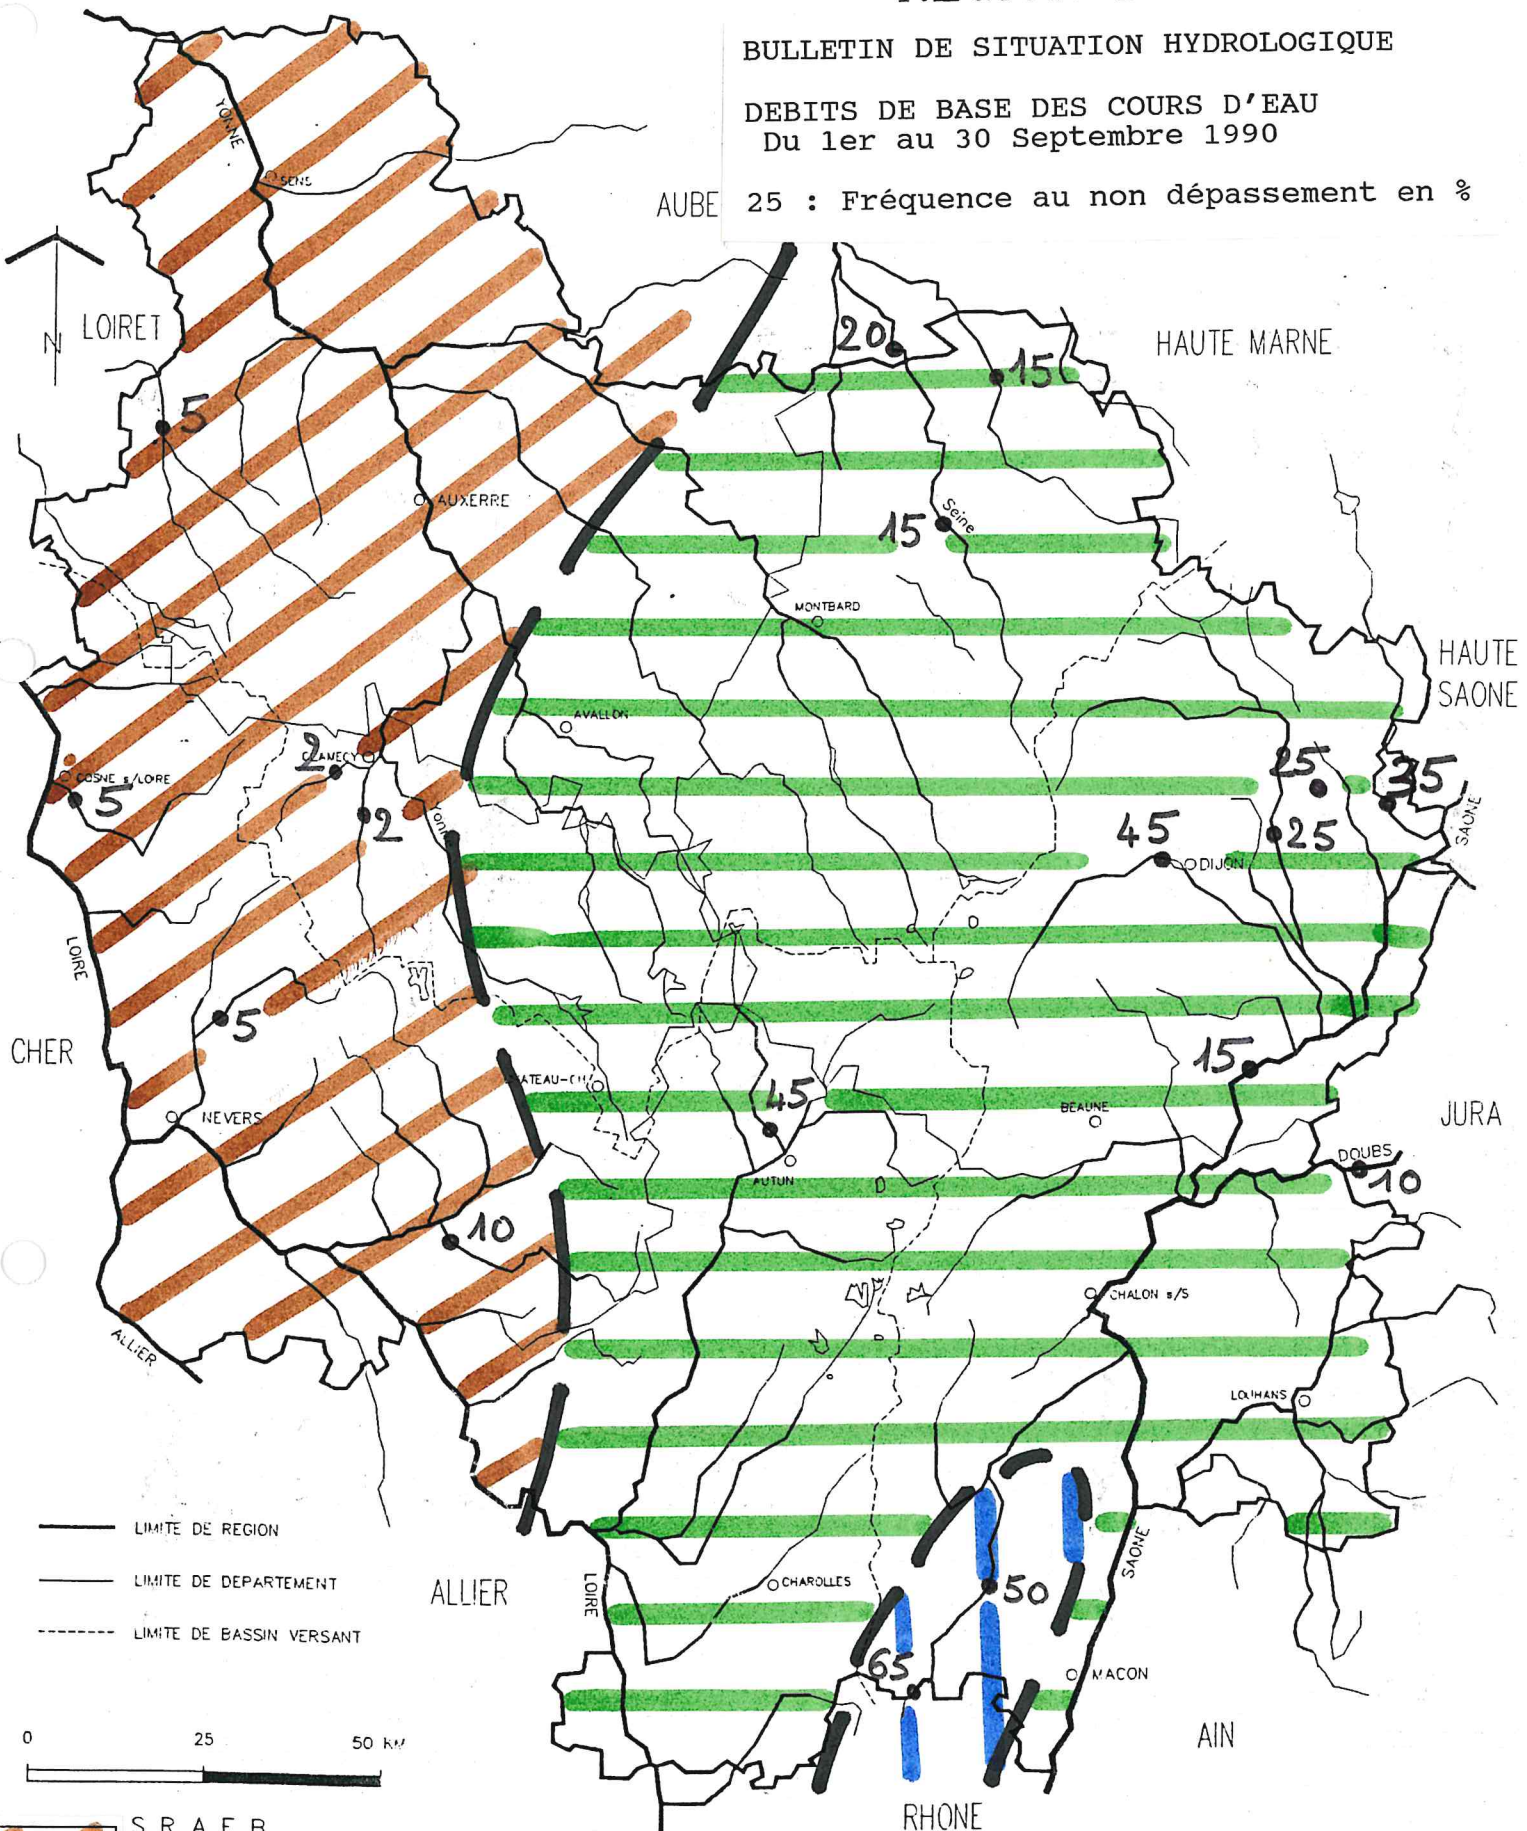 BULLETIN DE SITUATION HYDROLOGIQUE
DEBITS DE BASE DES COURS D'EAU
Du 1er au 30 Septembre 1990
25 : Fréquence au non dépassement en %
YONNE
SENS
AUBE
N
LOIRET
HAUTE MARNE
20
15
5
AUXERRE
15
Seine
MONTBARD
HAUTE
SAONE
AVALLON
CLAMECY
2
COSNE s/LOIRE
5
2
Yonne
25
35
45
25
DIJON
SAONE
LOIRE
5
CHER
15
CHATEAU-CH
45
BEAUNE
NEVERS
JURA
DOUBS
10
AUTUN
10
CHALON s/S
ALLIER
LOUHANS
LIMITE DE REGION
SAONE
LIMITE DE DEPARTEMENT
ALLIER
LOIRE
CHAROLLES
50
LIMITE DE BASSIN VERSANT
65
MACON
0 25 50 KM
AIN
RHONE
S R A E B